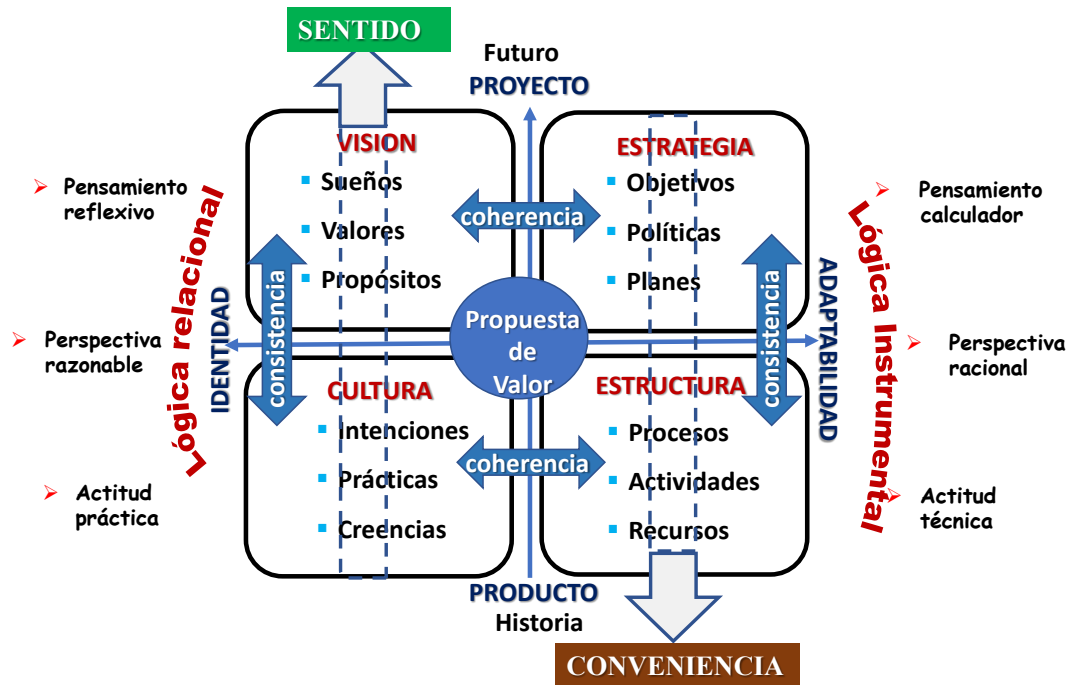 SENTIDO
Futuro
PROYECTO
VISION
Sueños
Valores
Propósitos
ESTRATEGIA
Objetivos
Políticas
Planes
coherencia
Pensamiento
reflexivo
Perspectiva
razonable
Actitud
práctica
Lógica relacional
IDENTIDAD
consistencia
Propuesta
de
Valor
consistencia
ADAPTABILIDAD
Lógica Instrumental
Pensamiento
calculador
Perspectiva
racional
Actitud
técnica
CULTURA
Intenciones
Prácticas
Creencias
ESTRUCTURA
Procesos
Actividades
Recursos
coherencia
PRODUCTO
Historia
CONVENIENCIA